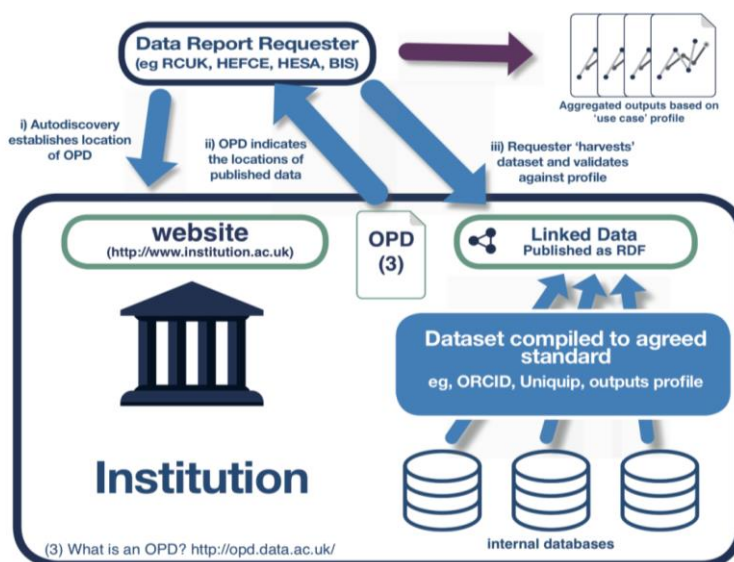 Data Report Requester
(eg RCUK, HEFCE, HESA, BIS)
Aggregated outputs based on
'use case' profile
i) Autodiscovery
establishes location
of OPD
ii) OPD indicates
the locations of
published data
iii) Requester 'harvests'
dataset and validates
against profile
website
(http://www.institution.ac.uk)
OPD
(3)
Linked Data
Published as RDF
Dataset compiled to agreed
standard
eg, ORCID, Uniquip, outputs profile
Institution
internal databases
(3) What is an OPD? http://opd.data.ac.uk/